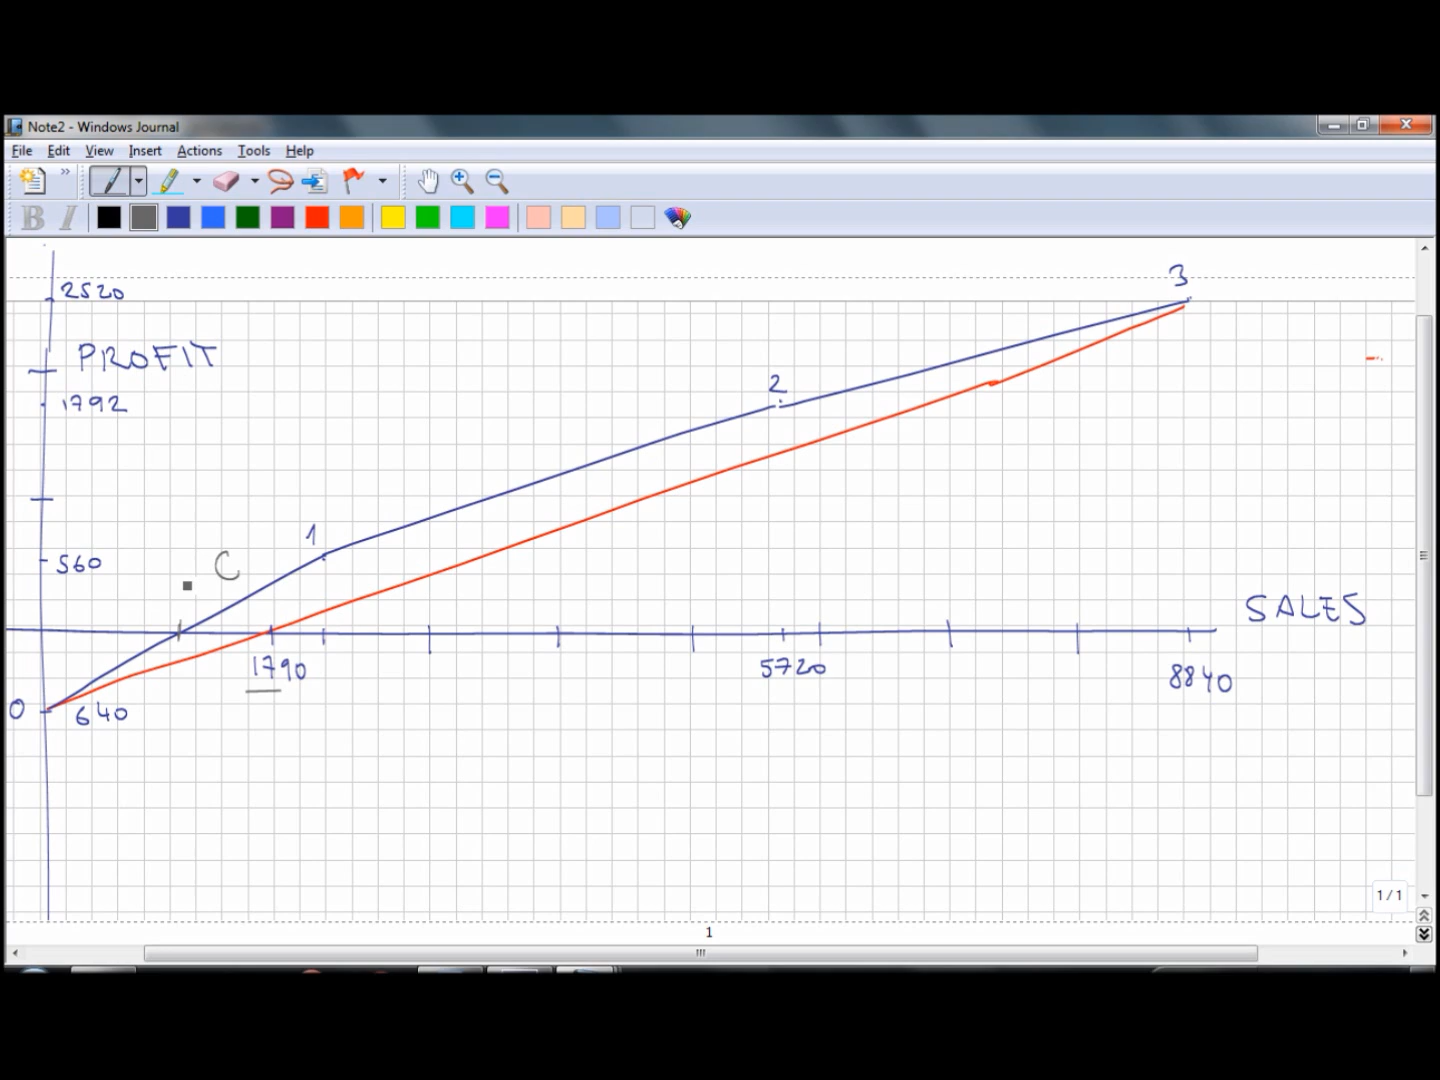 Note2 - Windows Journal
File Edit View Insert Actions Tools Help
B I
3
2520
PROFIT
2
1792
1
C
560
SALES
1790
5720
8840
0
640
1/1
1